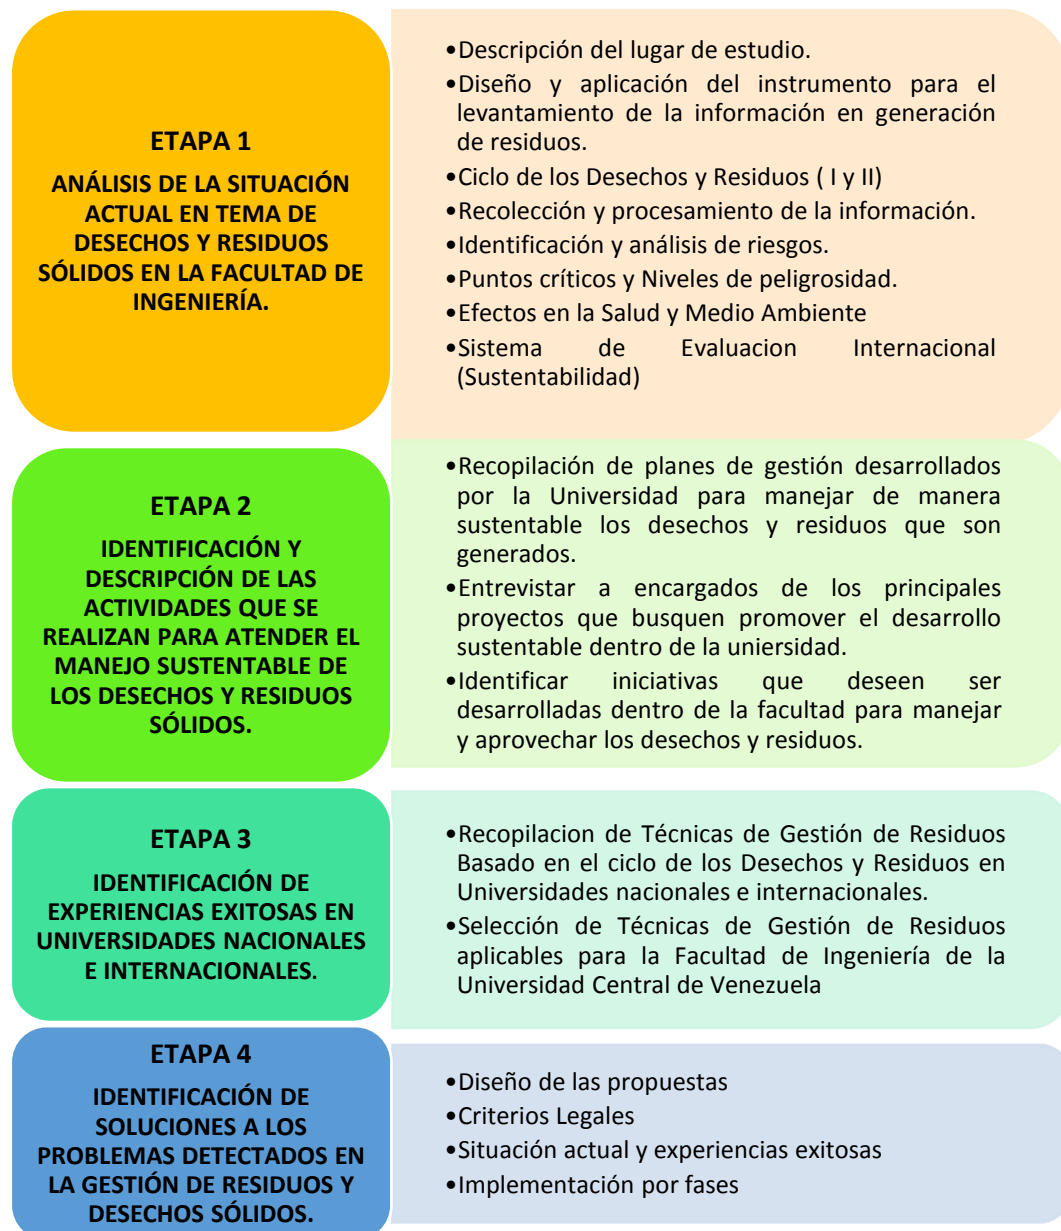 ETAPA 1
ANÁLISIS DE LA SITUACIÓN
ACTUAL EN TEMA DE
DESECHOS Y RESIDUOS
SÓLIDOS EN LA FACULTAD DE
INGENIERÍA.
•Descripción del lugar de estudio.
•Diseño y aplicación del instrumento para el
levantamiento de la información en generación
de residuos.
•Ciclo de los Desechos y Residuos ( I y II)
•Recolección y procesamiento de la información.
•Identificación y análisis de riesgos.
•Puntos críticos y Niveles de peligrosidad.
•Efectos en la Salud y Medio Ambiente
•Sistema de Evaluacion Internacional
(Sustentabilidad)
ETAPA 2
IDENTIFICACIÓN Y
DESCRIPCIÓN DE LAS
ACTIVIDADES QUE SE
REALIZAN PARA ATENDER EL
MANEJO SUSTENTABLE DE
LOS DESECHOS Y RESIDUOS
SÓLIDOS.
•Recopilación de planes de gestión desarrollados
por la Universidad para manejar de manera
sustentable los desechos y residuos que son
generados.
•Entrevistar a encargados de los principales
proyectos que busquen promover el desarrollo
sustentable dentro de la uniersidad.
•Identificar iniciativas que deseen ser
desarrolladas dentro de la facultad para manejar
y aprovechar los desechos y residuos.
ETAPA 3
IDENTIFICACIÓN DE
EXPERIENCIAS EXITOSAS EN
UNIVERSIDADES NACIONALES
E INTERNACIONALES.
•Recopilacion de Técnicas de Gestión de Residuos
Basado en el ciclo de los Desechos y Residuos en
Universidades nacionales e internacionales.
•Selección de Técnicas de Gestión de Residuos
aplicables para la Facultad de Ingeniería de la
Universidad Central de Venezuela
ETAPA 4
IDENTIFICACIÓN DE
SOLUCIONES A LOS
PROBLEMAS DETECTADOS EN
LA GESTIÓN DE RESIDUOS Y
DESECHOS SÓLIDOS.
•Diseño de las propuestas
•Criterios Legales
•Situación actual y experiencias exitosas
•Implementación por fases